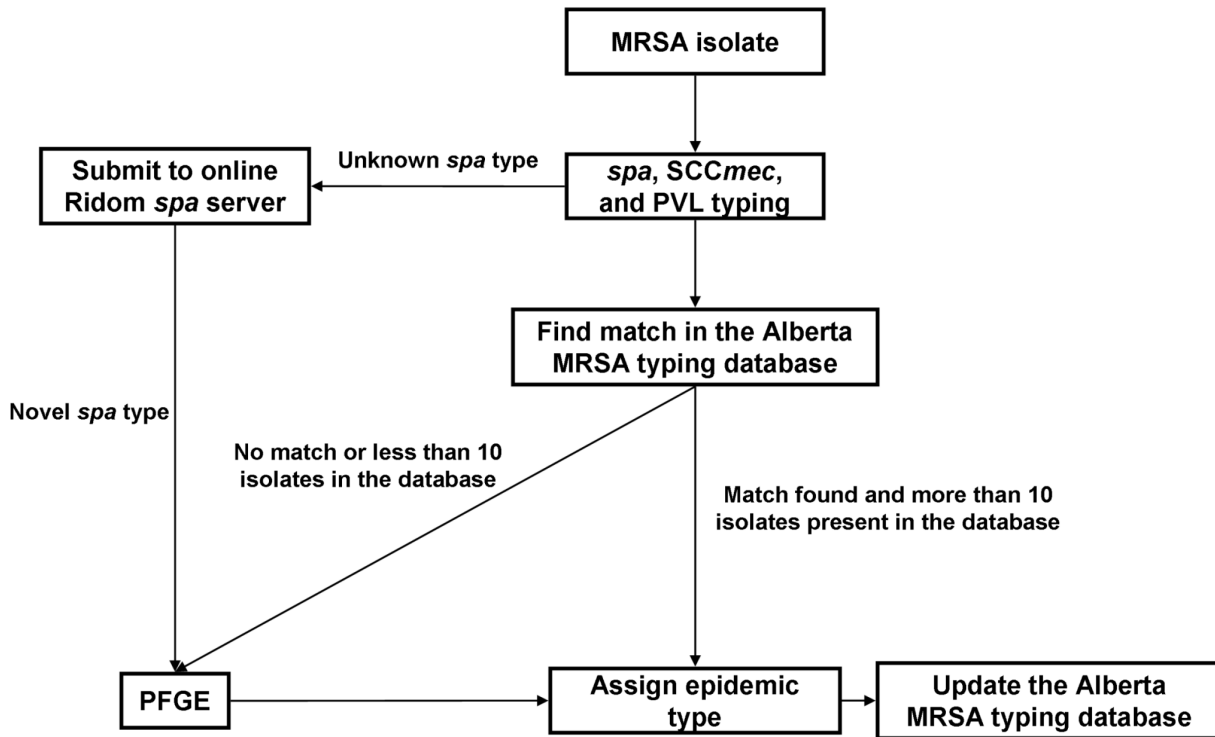 MRSA isolate
Unknown spa type
Submit to online
Ridom spa server
spa, SCCmec,
and PVL typing
Find match in the Alberta
MRSA typing database
Novel spa type
No match or less than 10
isolates in the database
Match found and more than 10
isolates present in the database
PFGE
Assign epidemic
type
Update the Alberta
MRSA typing database